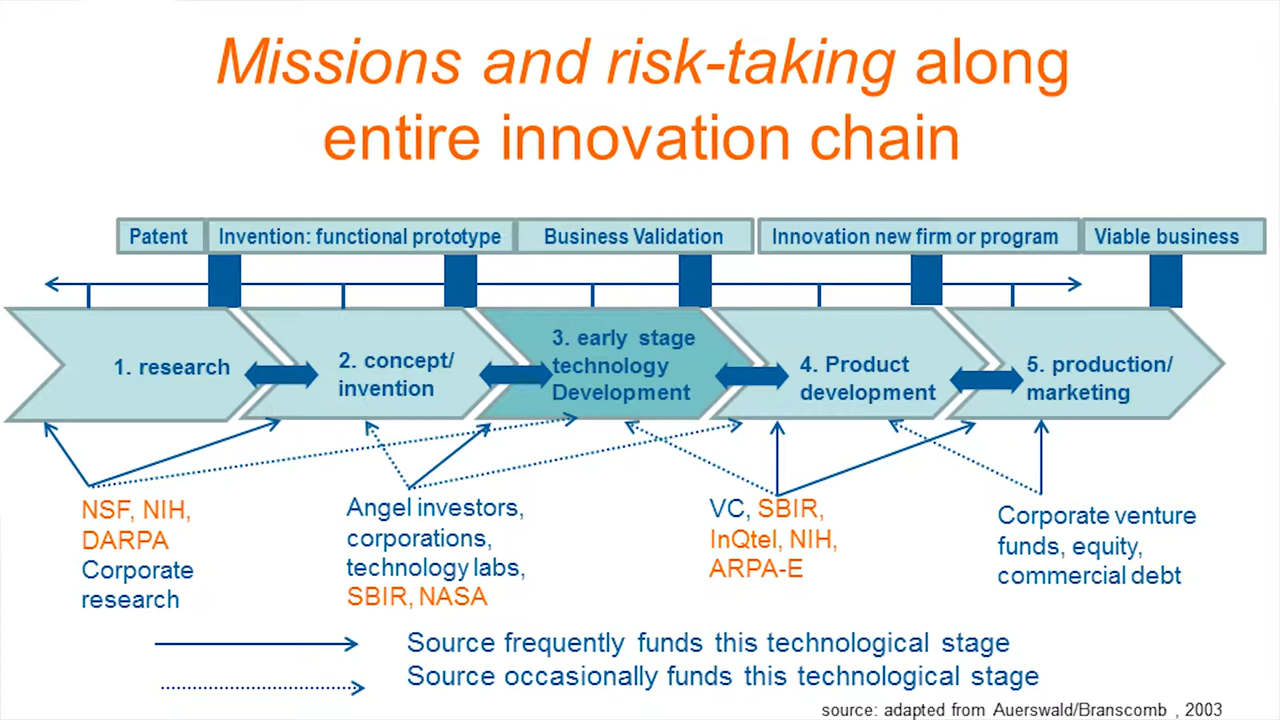 Missions and risk-taking along
entire innovation chain
Patent
Invention: functional prototype
Business Validation
Innovation new firm or program
Viable business
1. research
2. concept/
invention
3. early stage
technology
Development
4. Product
development
5. production/
marketing
NSF, NIH,
DARPA
Corporate
research
Angel investors,
corporations,
technology labs,
SBIR, NASA
VC, SBIR,
InQtel, NIH,
ARPA-E
Corporate venture
funds, equity,
commercial debt
Source frequently funds this technological stage
Source occasionally funds this technological stage
source: adapted from Auerswald/Branscomb , 2003